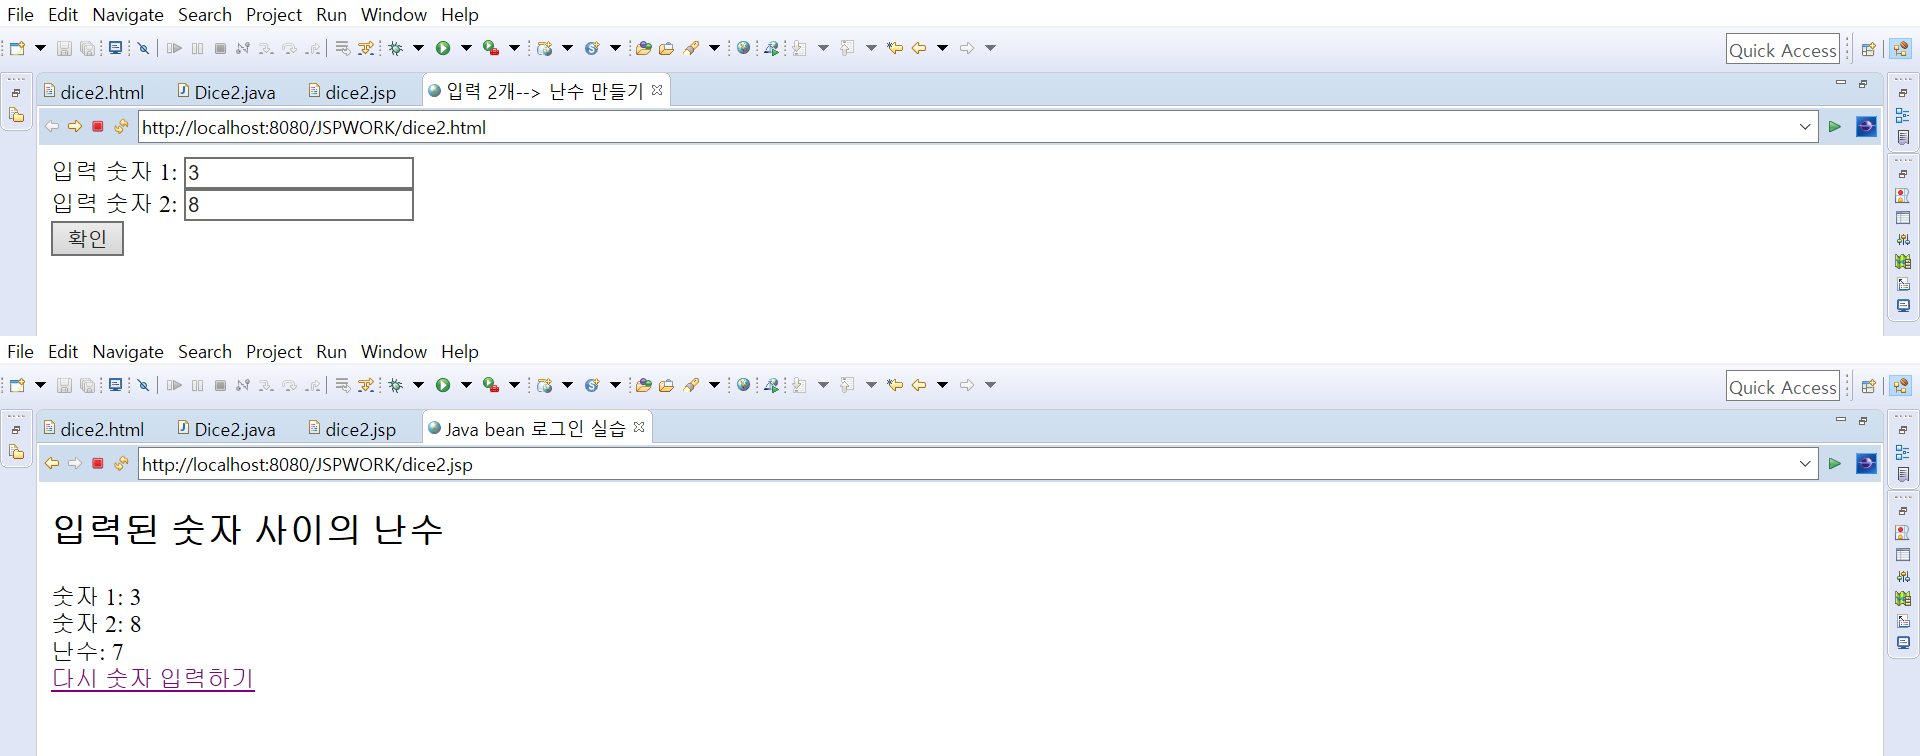 File Edit Navigate Search Project Run Window Help
Quick Access
dice2.html Dice2.java dice2.jsp 입력 2개--> 난수 만들기
http://localhost:8080/JSPWORK/dice2.html
입력 숫자 1: 3
입력 숫자 2: 8
확인
File Edit Navigate Search Project Run Window Help
Quick Access
dice2.html Dice2.java dice2.jsp Java bean 로그인 실습
http://localhost:8080/JSPWORK/dice2.jsp
입력된 숫자 사이의 난수
숫자 1: 3
숫자 2: 8
난수: 7
다시 숫자 입력하기